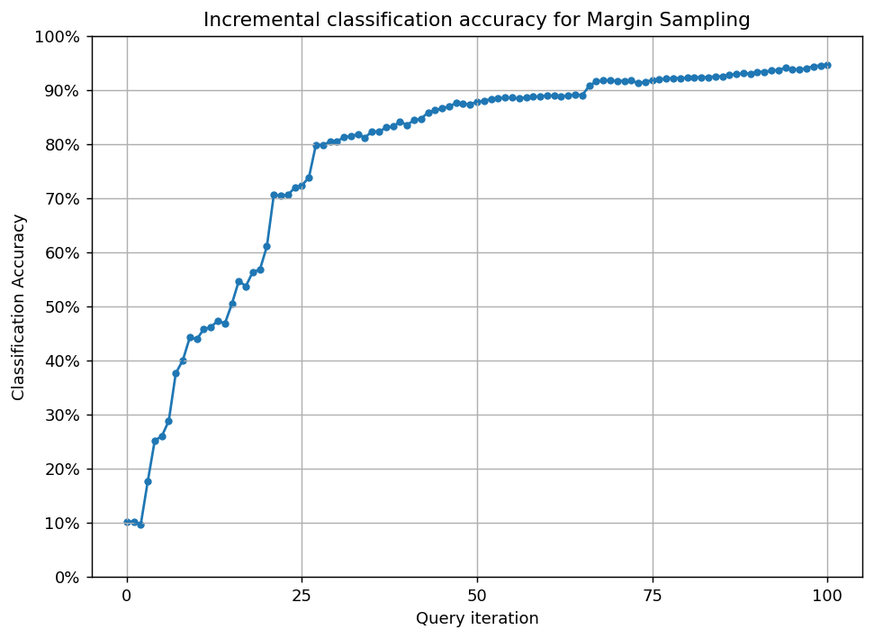 Incremental classification accuracy for Margin Sampling
100%
90%
80%
70%
60%
50%
40%
30%
20%
10%
0%
Classification Accuracy
0 25 50 75 100
Query iteration